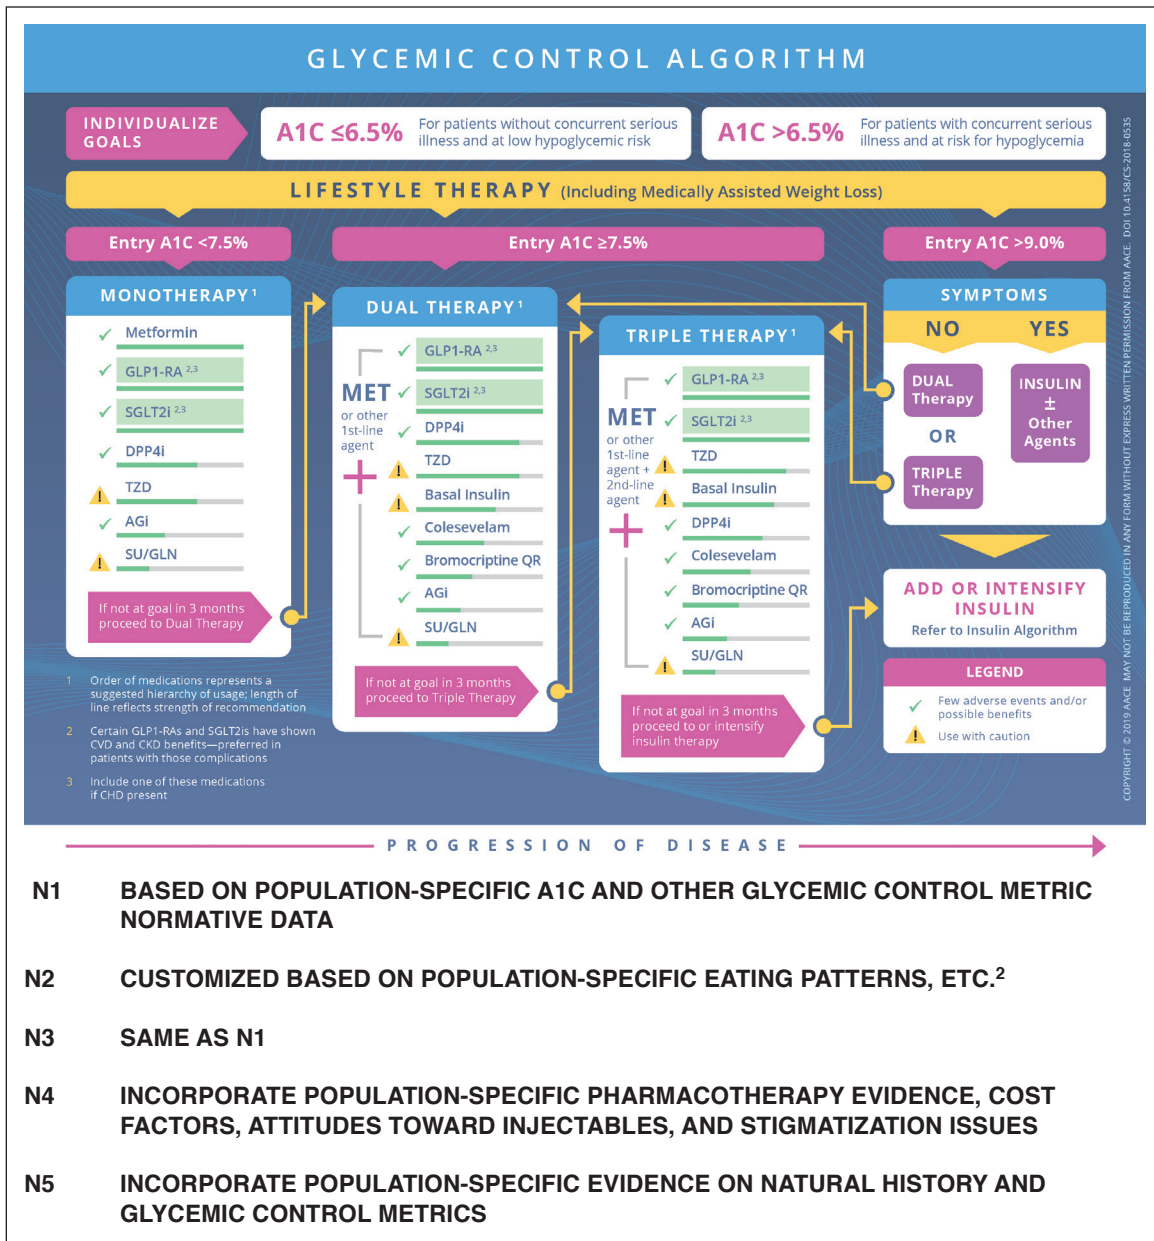 GLYCEMIC CONTROL ALGORITHM
INDIVIDUALIZE
GOALS
A1C ≤6.5%
For patients without concurrent serious
illness and at low hypoglycemic risk
A1C >6.5%
For patients with concurrent serious
illness and at risk for hypoglycemia
LIFESTYLE THERAPY (Including Medically Assisted Weight Loss)
Entry A1C <7.5%
Entry A1C ≥7.5%
Entry A1C >9.0%
MONOTHERAPY 1
Metformin
GLP1-RA 2,3
SGLT2i 2,3
DPP4i
TZD
AGi
SU/GLN
If not at goal in 3 months
proceed to Dual Therapy
DUAL THERAPY 1
MET
or other
1st-line
agent
+
GLP1-RA 2,3
SGLT2i 2,3
DPP4i
TZD
Basal Insulin
Colesevelam
Bromocriptine QR
AGi
SU/GLN
If not at goal in 3 months
proceed to Triple Therapy
TRIPLE THERAPY 1
MET
or other
1st-line
agent +
2nd-line
agent
+
GLP1-RA 2,3
SGLT2i 2,3
TZD
Basal Insulin
DPP4i
Colesevelam
Bromocriptine QR
AGi
SU/GLN
If not at goal in 3 months
proceed to or intensify
insulin therapy
SYMPTOMS
NO
YES
DUAL
Therapy
OR
TRIPLE
Therapy
INSULIN
±
Other
Agents
ADD OR INTENSIFY
INSULIN
Refer to Insulin Algorithm
LEGEND
Few adverse events and/or
possible benefits
Use with caution
1 Order of medications represents a
suggested hierarchy of usage; length of
line reflects strength of recommendation
2 Certain GLP1-RAs and SGLT2is have shown
CVD and CKD benefits—preferred in
patients with those complications
3 Include one of these medications
if CHD present
COPYRIGHT © 2019 AACE MAY NOT BE REPRODUCED IN ANY FORM WITHOUT EXPRESS WRITTEN PERMISSION FROM AACE. DOI 10.4158/CS-2018-0535
PROGRESSION OF DISEASE
N1 BASED ON POPULATION-SPECIFIC A1C AND OTHER GLYCEMIC CONTROL METRIC
NORMATIVE DATA
N2 CUSTOMIZED BASED ON POPULATION-SPECIFIC EATING PATTERNS, ETC.2
N3 SAME AS N1
N4 INCORPORATE POPULATION-SPECIFIC PHARMACOTHERAPY EVIDENCE, COST
FACTORS, ATTITUDES TOWARD INJECTABLES, AND STIGMATIZATION ISSUES
N5 INCORPORATE POPULATION-SPECIFIC EVIDENCE ON NATURAL HISTORY AND
GLYCEMIC CONTROL METRICS